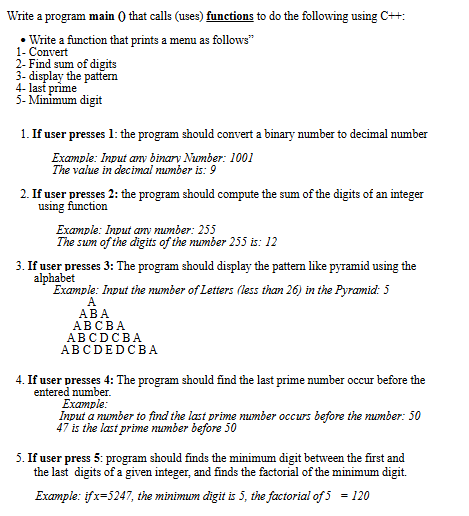 Write a program main () that calls (uses) functions to do the following using C++:
• Write a function that prints a menu as follows”
1- Convert
2- Find sum of digits
3- display the pattern
4- last prime
5- Minimum digit
1. If user presses 1: the program should convert a binary number to decimal number
Example: Input any binary Number: 1001
The value in decimal number is: 9
2. If user presses 2: the program should compute the sum of the digits of an integer
using function
Example: Input any number: 255
The sum of the digits of the number 255 is: 12
3. If user presses 3: The program should display the pattern like pyramid using the
alphabet
Example: Input the number of Letters (less than 26) in the Pyramid: 5
A
A B A
A B C B A
A B C D C B A
A B C D E D C B A
4. If user presses 4: The program should find the last prime number occur before the
entered number.
Example:
Input a number to find the last prime number occurs before the number: 50
47 is the last prime number before 50
5. If user press 5: program should finds the minimum digit between the first and
the last digits of a given integer, and finds the factorial of the minimum digit.
Example: if x=5247, the minimum digit is 5, the factorial of 5 = 120